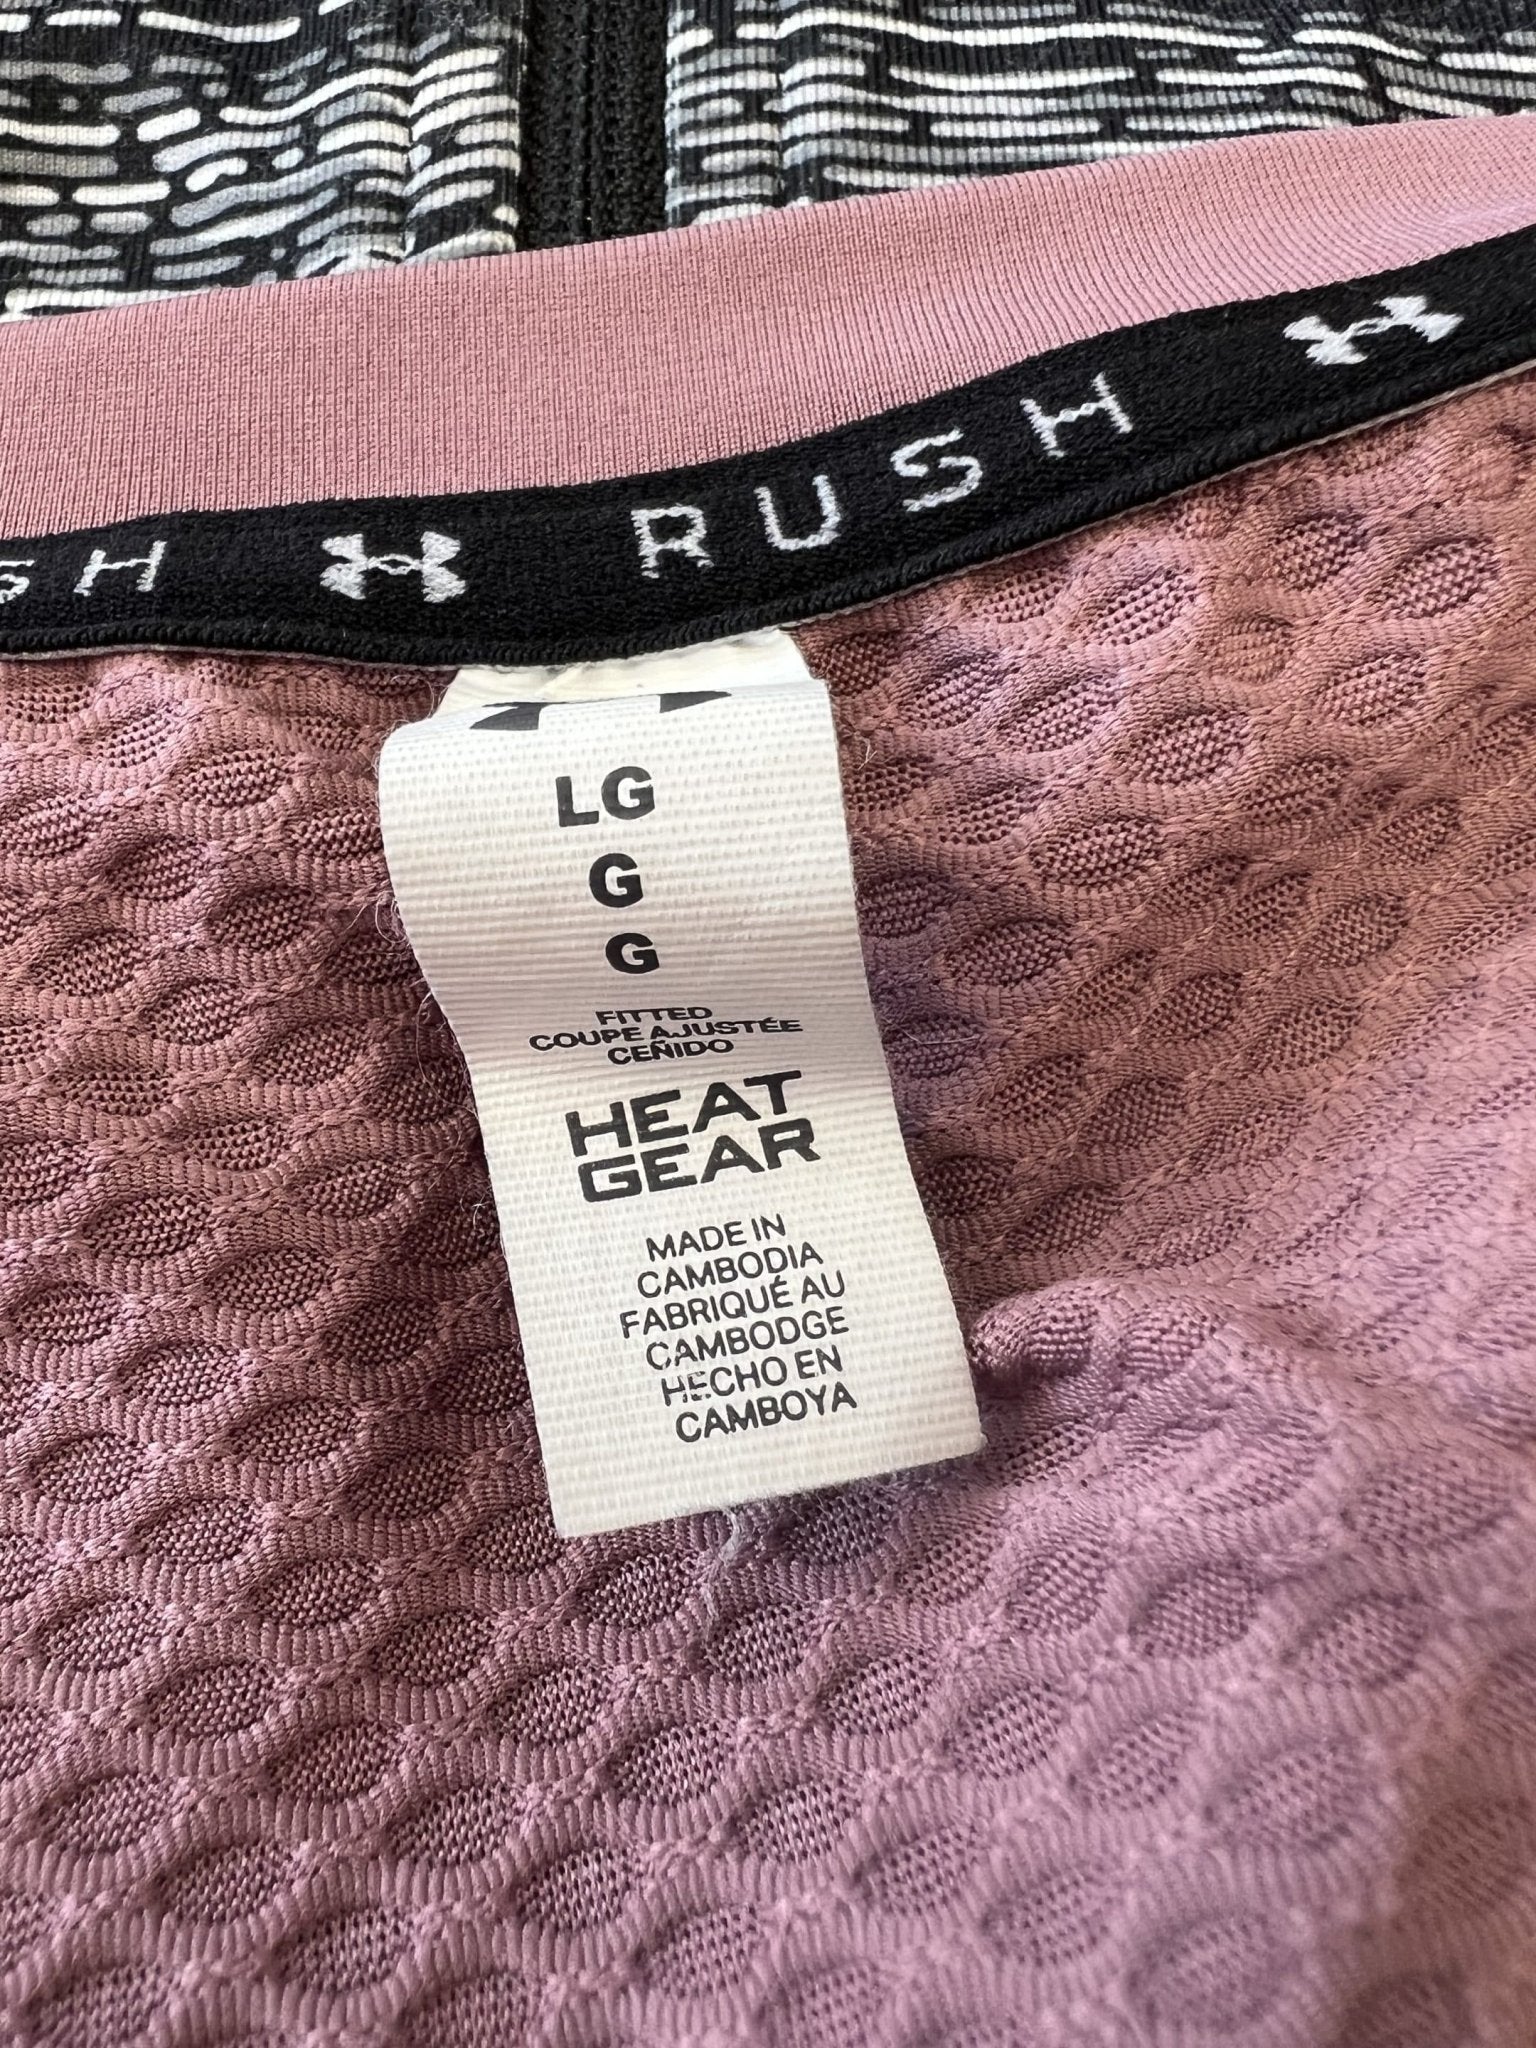 SH RUSH
LG
G
G
FITTED
COUPE AJUSTÉE
CEÑIDO
HEAT
GEAR
MADE IN
CAMBODIA
FABRIQUÉ AU
CAMBODGE
HECHO EN
CAMBOYA